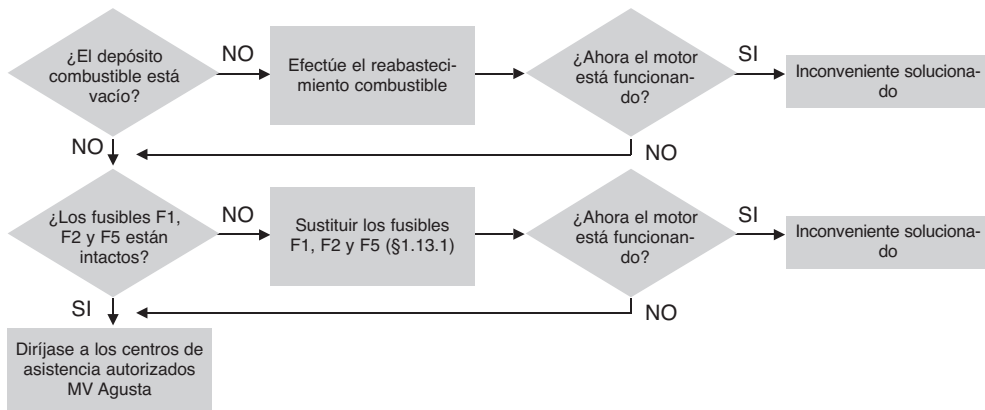 ¿El depósito
combustible está
vacío?
NO
Efectúe el reabasteci-
miento combustible
¿Ahora el motor
está funcionan-
do?
SI
Inconveniente soluciona-
do
NO
NO
¿Los fusibles F1,
F2 y F5 están
intactos?
NO
Sustituir los fusibles
F1, F2 y F5 (§1.13.1)
¿Ahora el motor
está funcionan-
do?
SI
Inconveniente soluciona-
do
SI
NO
Diríjase a los centros de
asistencia autorizados
MV Agusta